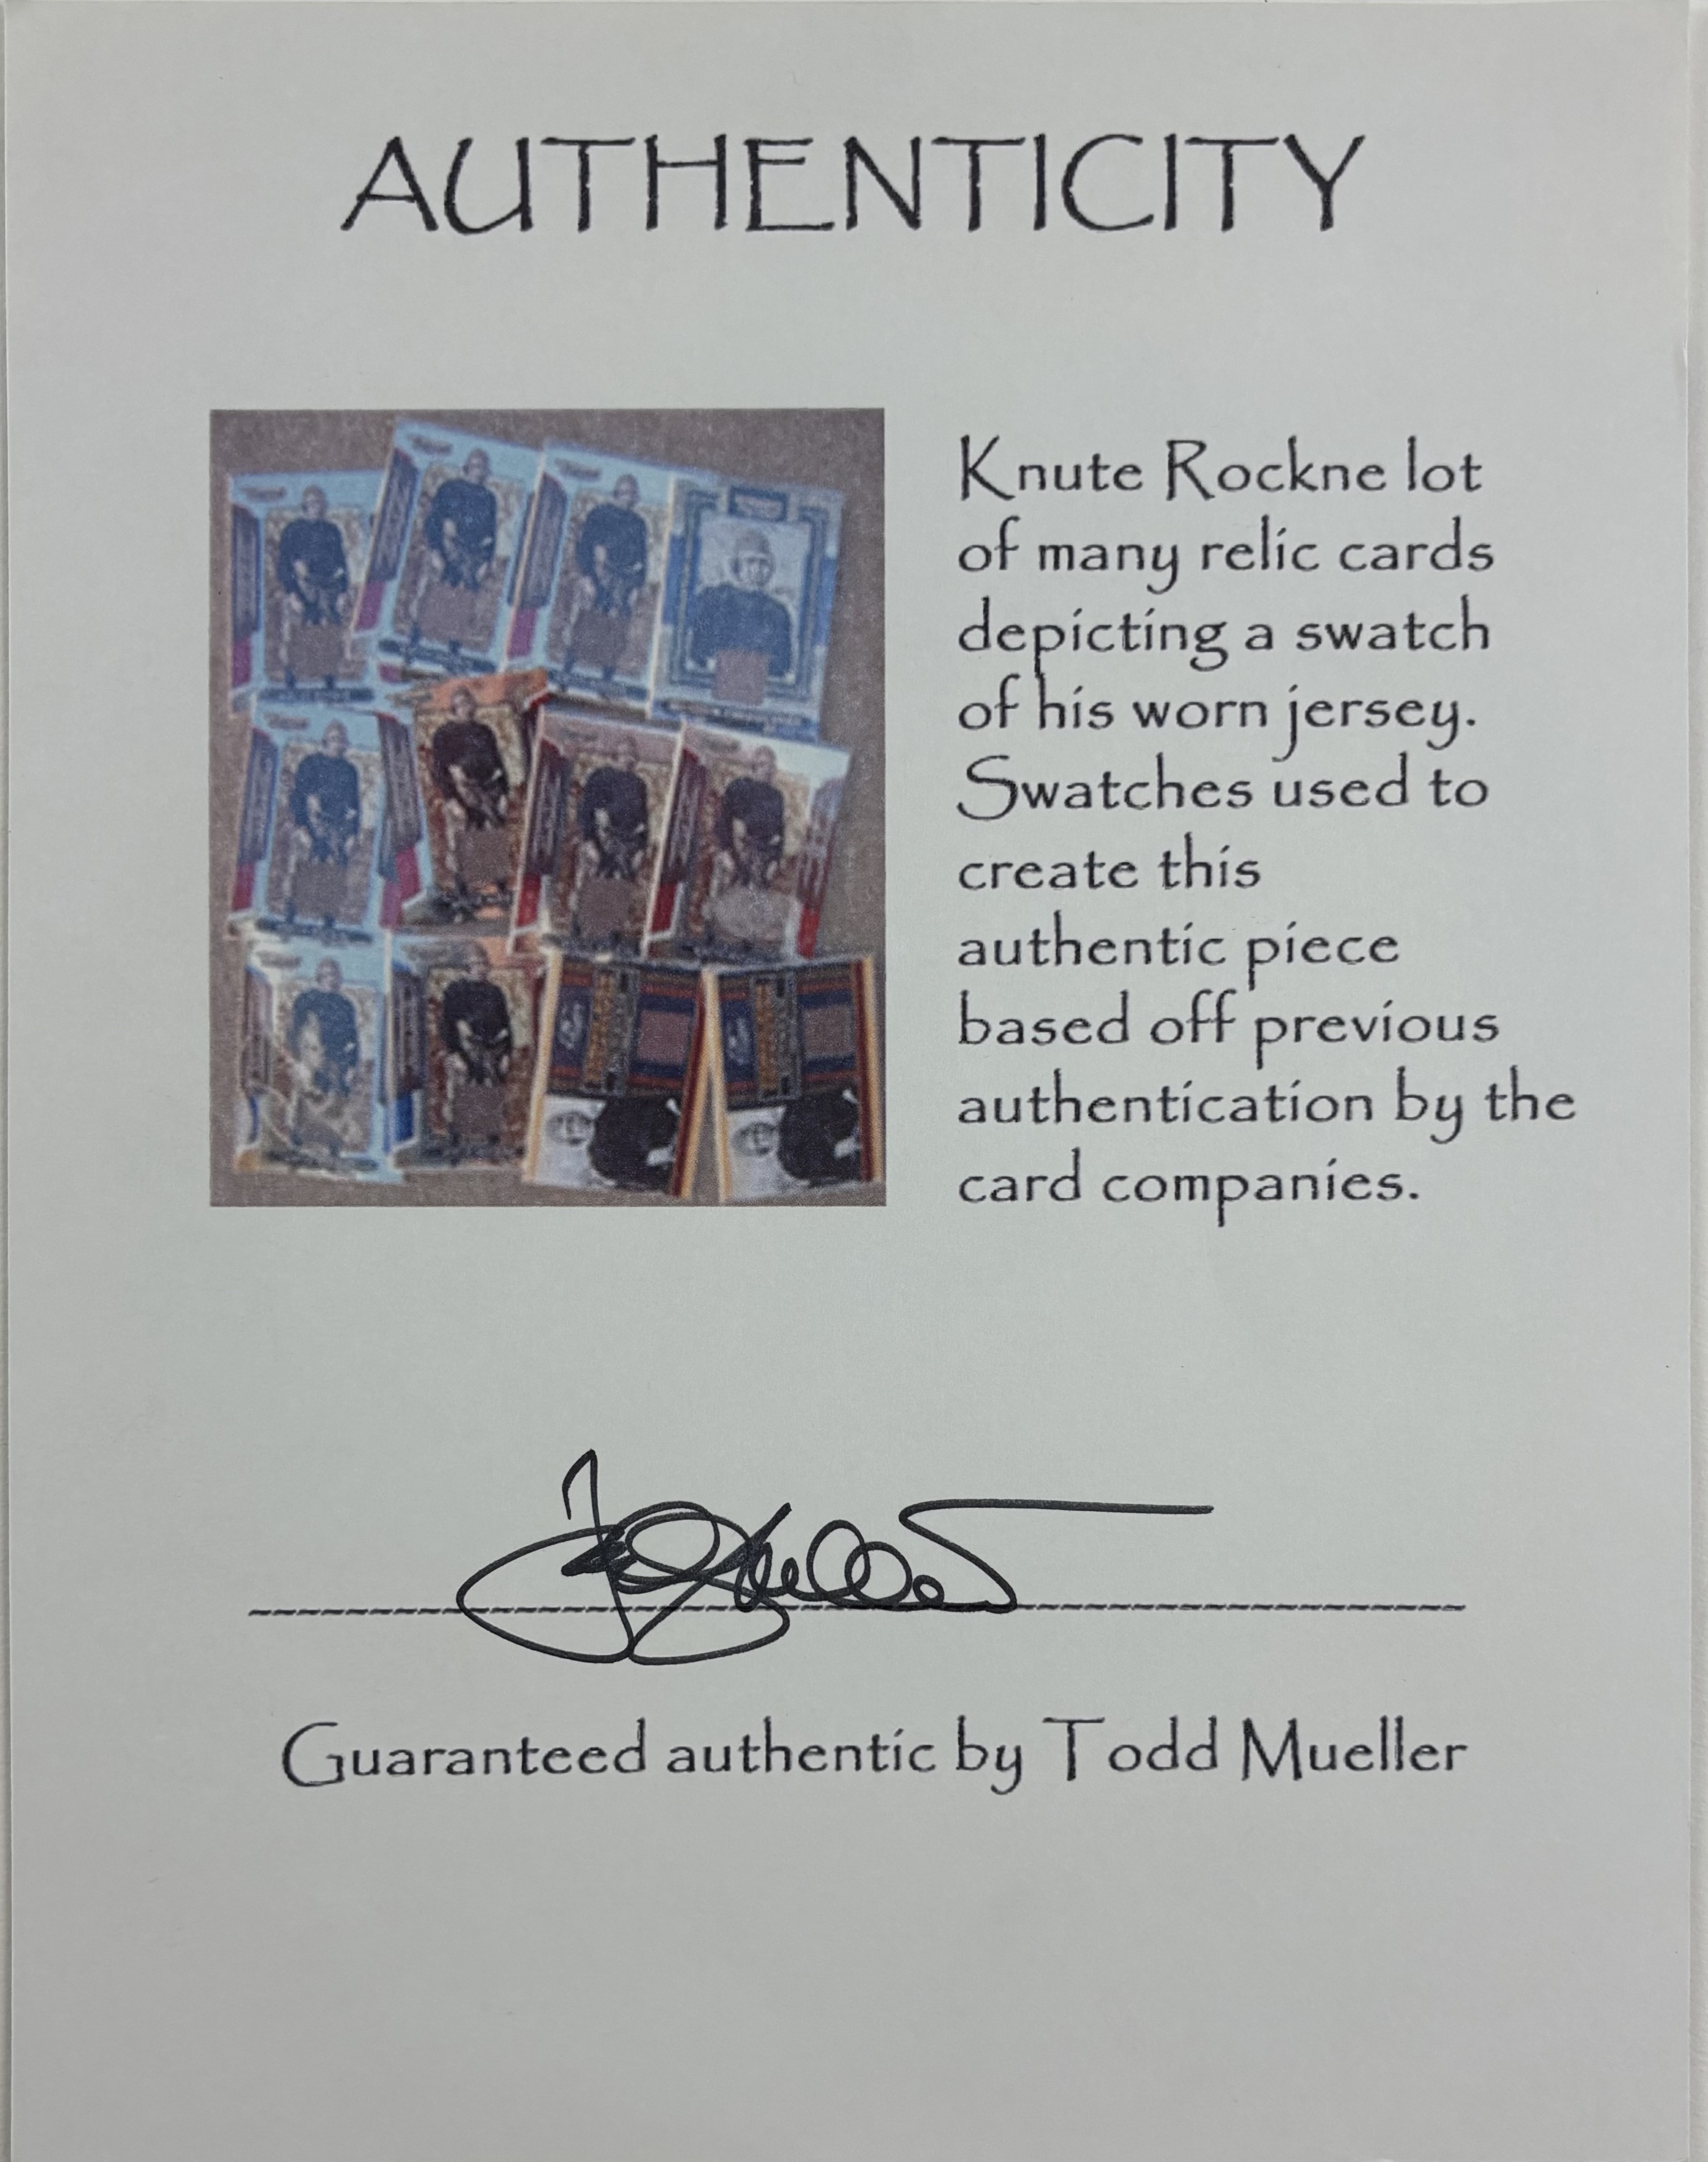 AUTHENTICITY
Knute Rockne lot
of many relic cards
depicting a swatch
of his worn jersey.
Swatches used to
create this
authentic piece
based off previous
authentication by the
card companies.
Guaranteed authentic by Todd Mueller